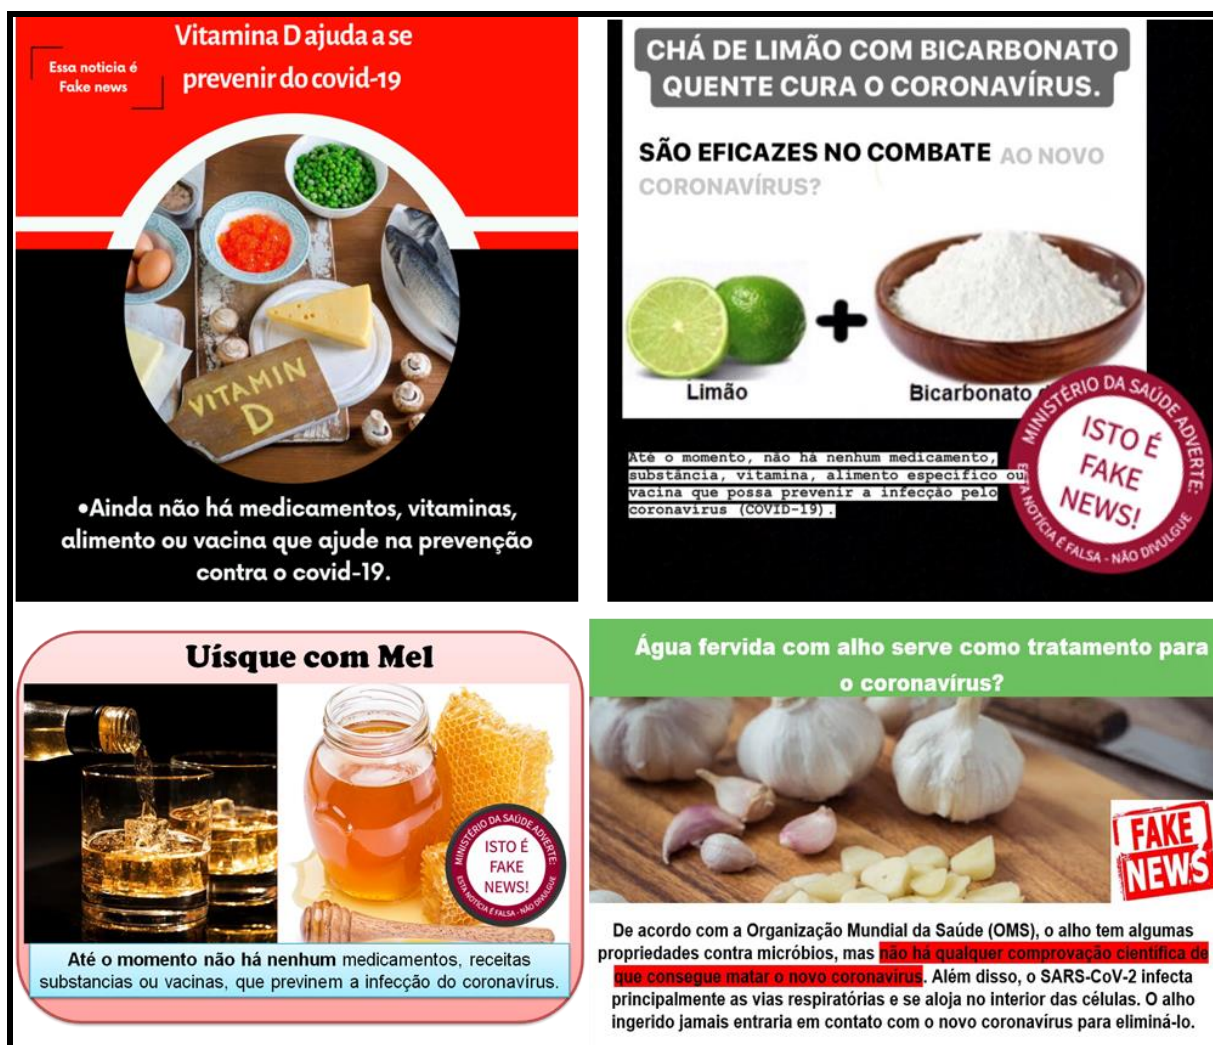 Vitamina D ajuda a se
prevenir do covid-19
Essa noticia é
Fake news
VITAMIN
D
•Ainda não há medicamentos, vitaminas,
alimento ou vacina que ajude na prevenção
contra o covid-19.
CHÁ DE LIMÃO COM BICARBONATO
QUENTE CURA O CORONAVÍRUS.
SÃO EFICAZES NO COMBATE AO NOVO
CORONAVÍRUS?
Limão
Bicarbonato
Até o momento, não há nenhum medicamento,
substância, vitamina, alimento específico ou
vacina que possa prevenir a infecção pelo
coronavírus (COVID-19).
MINISTÉRIO DA SAÚDE ADVERTE:
ISTO É
FAKE
NEWS!
ESTA NOTÍCIA É FALSA - NÃO DIVULGUE
Uísque com Mel
MINISTÉRIO DA SAÚDE ADVERTE:
ISTO É
FAKE
NEWS!
ESTA NOTÍCIA É FALSA - NÃO DIVULGUE
Até o momento não há nenhum medicamentos, receitas
substancias ou vacinas, que previnem a infecção do coronavírus.
Água fervida com alho serve como tratamento para
o coronavírus?
FAKE
NEWS
De acordo com a Organização Mundial da Saúde (OMS), o alho tem algumas
propriedades contra micróbios, mas não há qualquer comprovação científica de
que consegue matar o novo coronavírus. Além disso, o SARS-CoV-2 infecta
principalmente as vias respiratórias e se aloja no interior das células. O alho
ingerido jamais entraria em contato com o novo coronavírus para eliminá-lo.